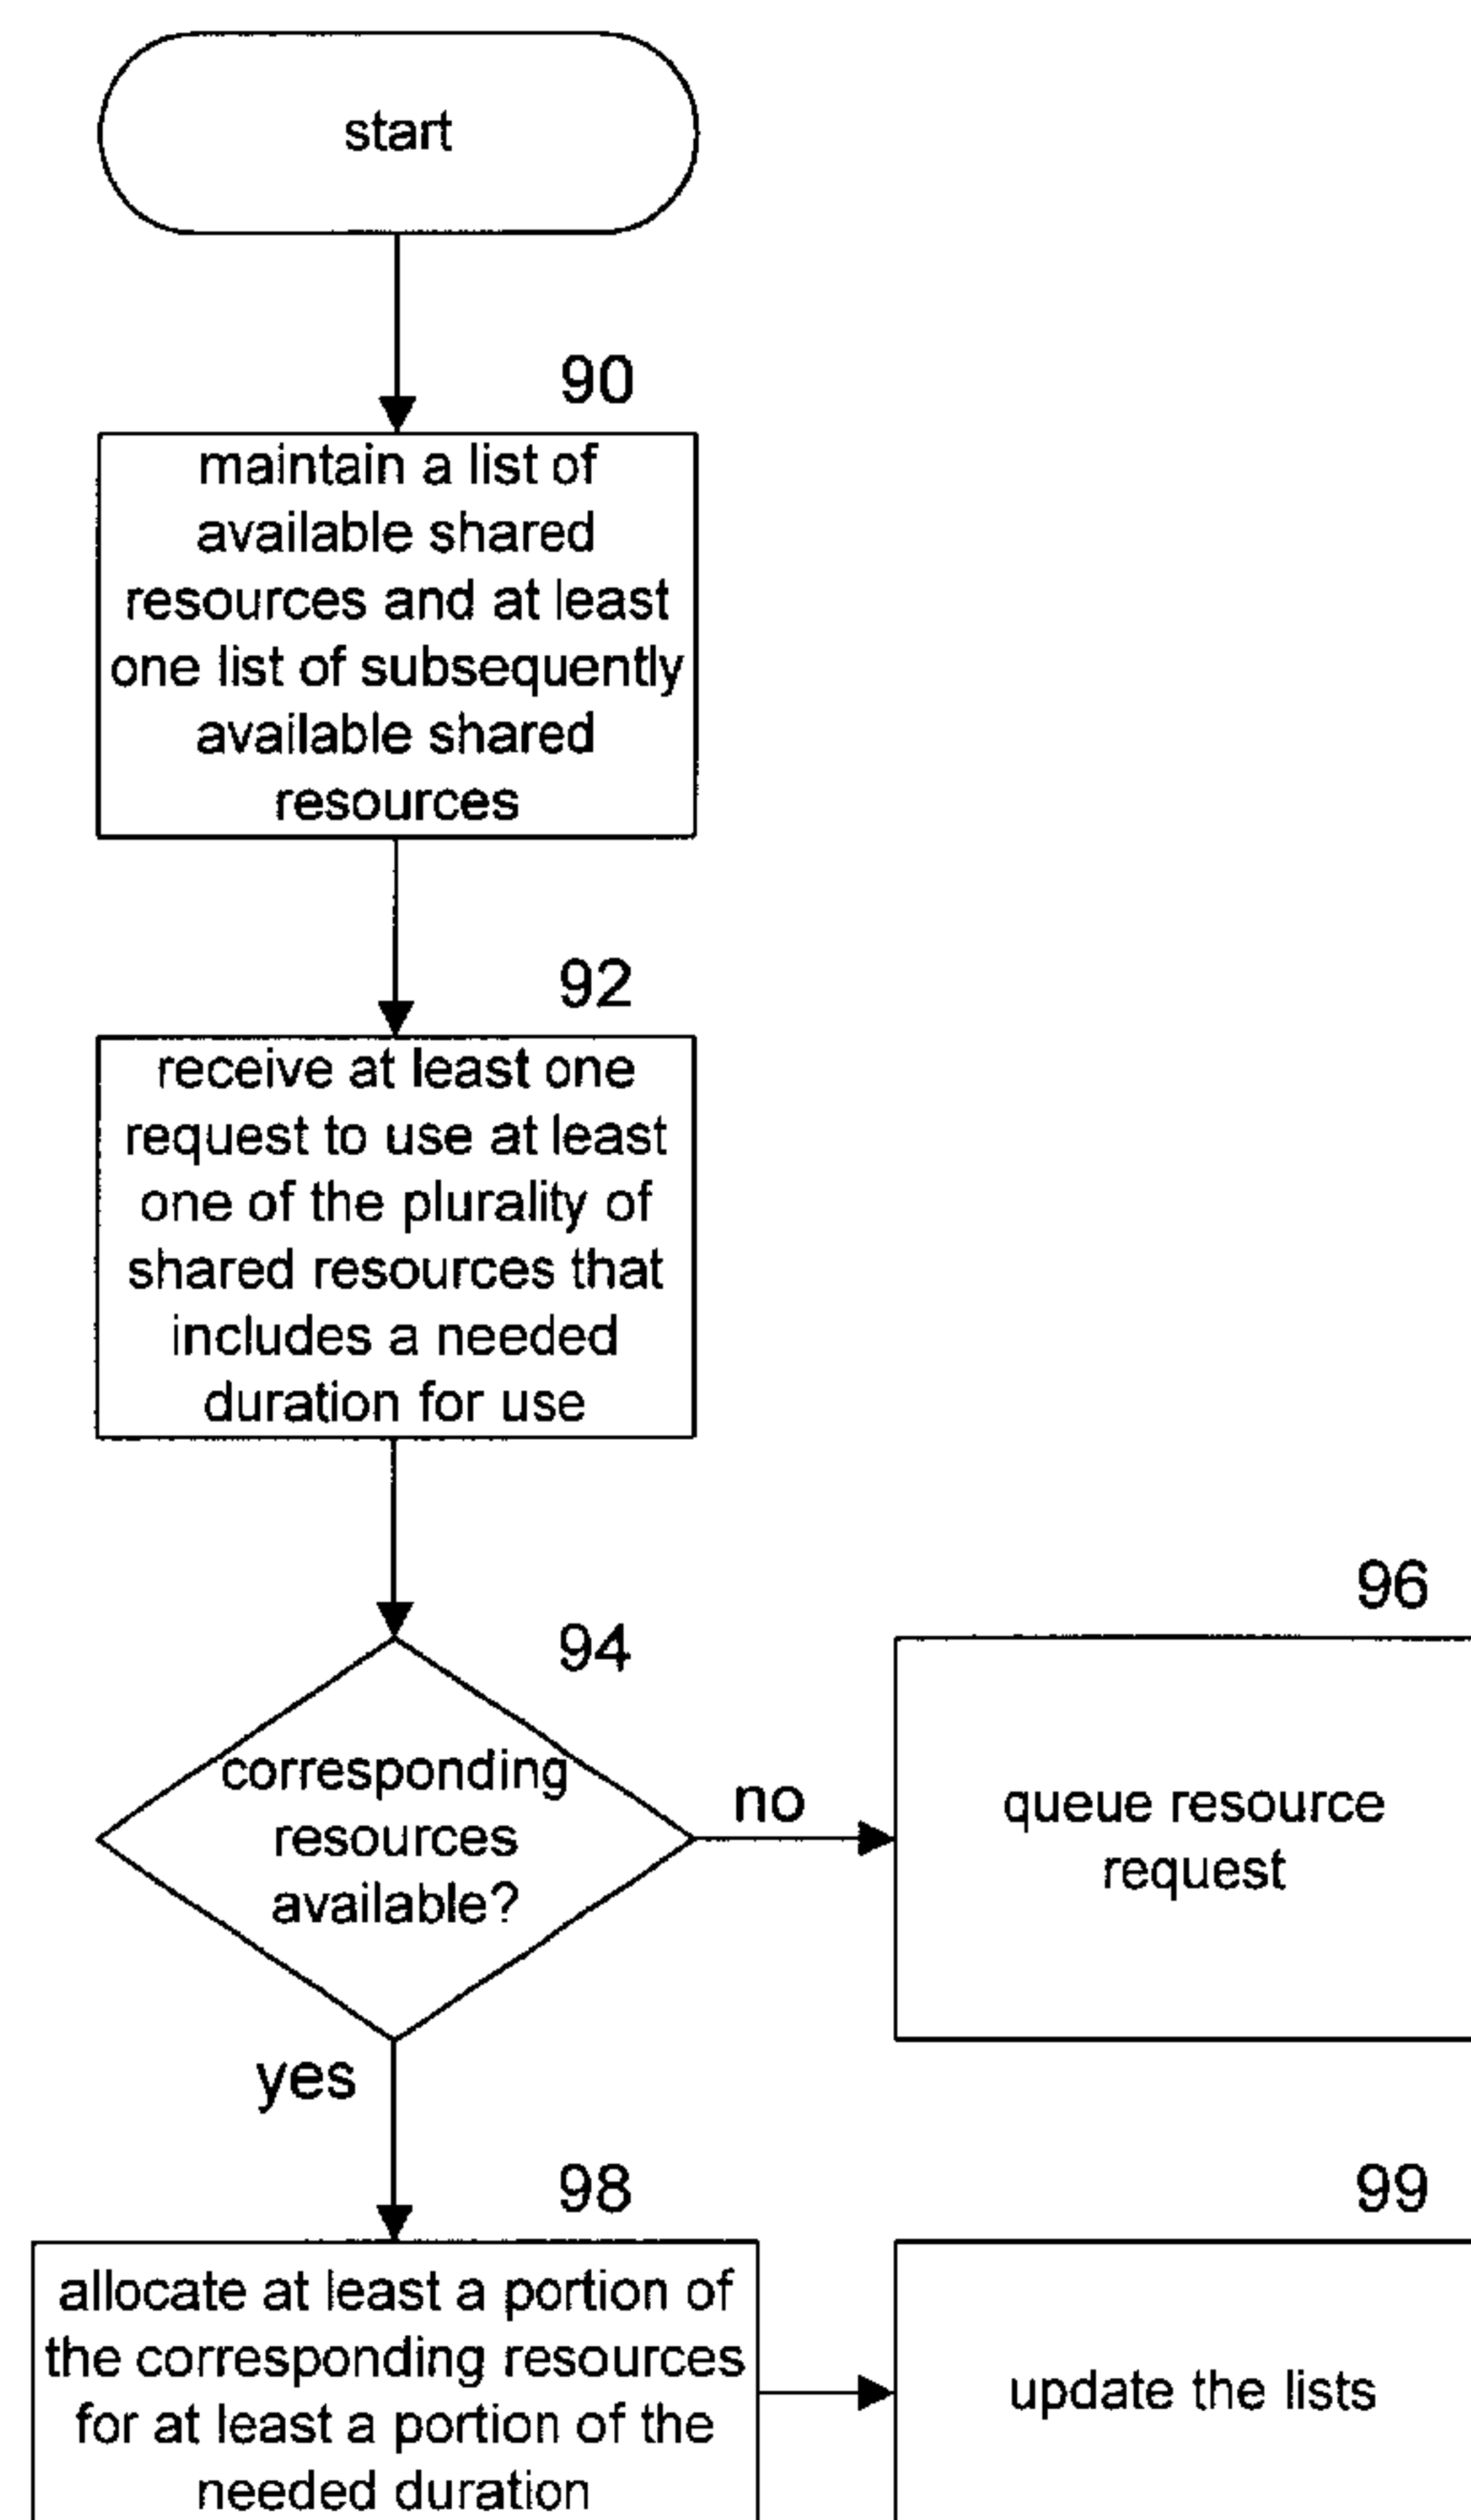 start
90
maintain a list of
available shared
resources and at least
one list of subsequently
available shared
resources
92
receive at least one
request to use at least
one of the plurality of
shared resources that
includes a needed
duration for use
94
corresponding
resources
available?
no
96
queue resource
request
yes
98
allocate at least a portion of
the corresponding resources
for at least a portion of the
needed duration
99
update the lists